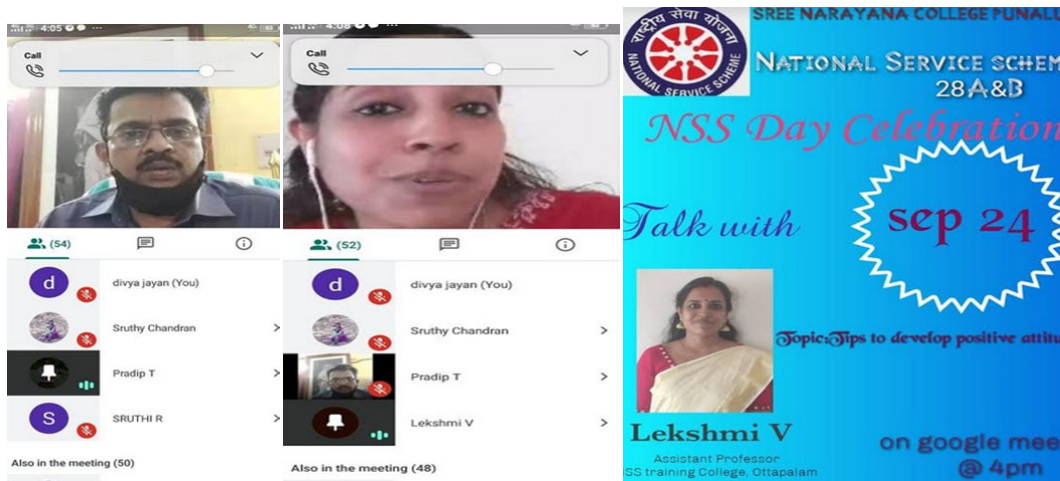 4:05
Call
(54)
d
divya jayan (You)
Sruthy Chandran
Pradip T
S
SRUTHI R
Also in the meeting (50)
4:08
Call
(52)
d
divya jayan (You)
Sruthy Chandran
Pradip T
Lekshmi V
Also in the meeting (48)
राष्ट्रीय सेवा योजना
NATIONAL SERVICE SCHEME
SREE NARAYANA COLLEGE PUNAL
NATIONAL SERVICE SCHEM
28A&B
NSS Day Celebration
sep 24
Talk with
Topic:Tips to develop positive attitu
Lekshmi V
Assistant Professor
SS training College, Ottapalam
on google mee
@ 4pm